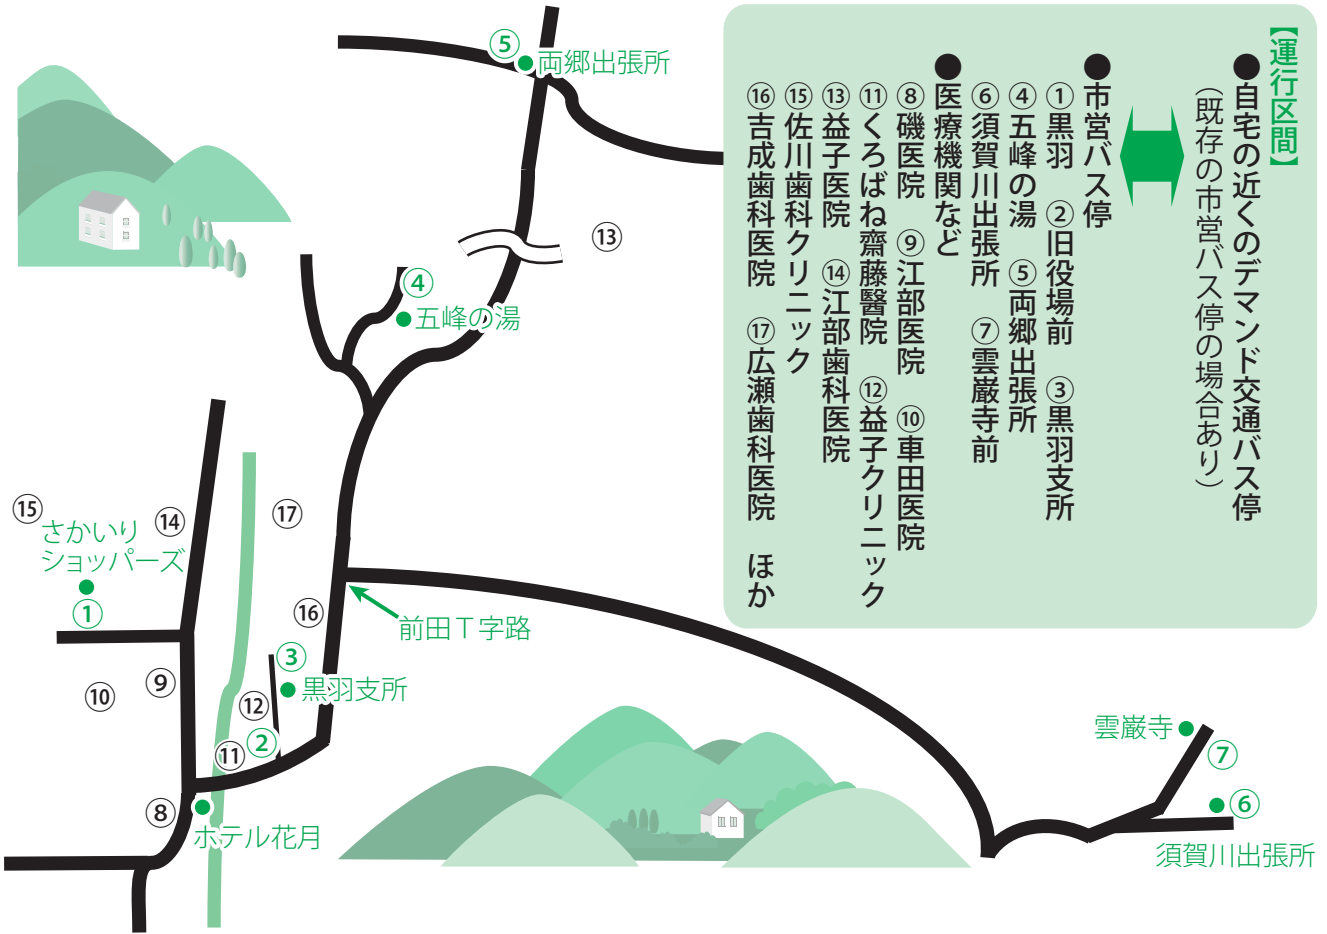 【運行区間】
●自宅の近くのデマンド交通バス停
(既存の市営バス停の場合あり)
●市営バス停
①黒羽 ②旧役場前 ③黒羽支所
④五峰の湯 ⑤両郷出張所
⑥須賀川出張所 ⑦雲巌寺前
●医療機関など
⑧磯医院 ⑨江部医院 ⑩車田医院
⑪くろばね齋藤醫院 ⑫益子クリニック
⑬益子医院 ⑭江部歯科医院
⑮佐川歯科クリニック
⑯吉成歯科医院 ⑰広瀬歯科医院 ほか
⑤
両郷出張所
⑬
④
五峰の湯
⑮
さかいり
ショッパーズ
①
⑭
⑰
⑯
前田T字路
③
黒羽支所
⑨
⑩
⑫
②
⑪
⑧
ホテル花月
雲巌寺
⑦
⑥
須賀川出張所